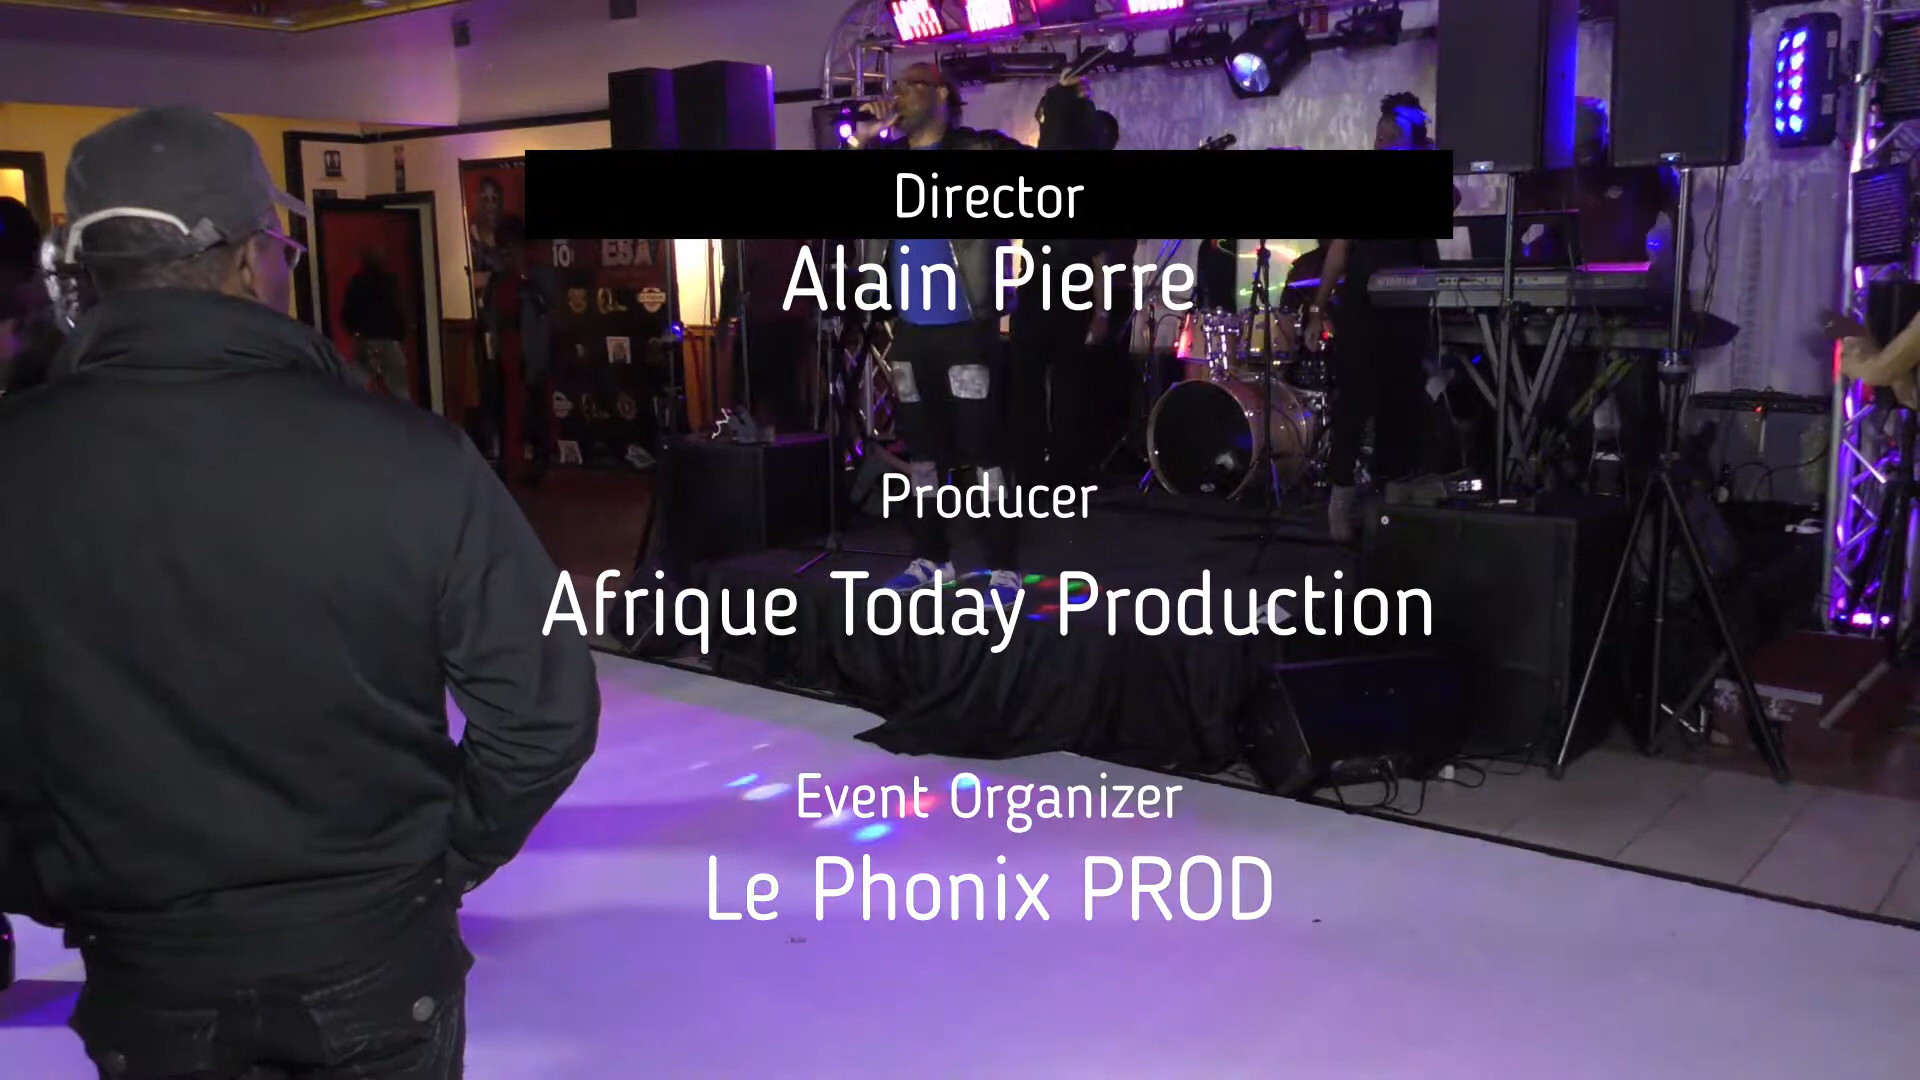 Director
Alain Pierre
Producer
Afrique Today Production
Event Organizer
Le Phonix PROD